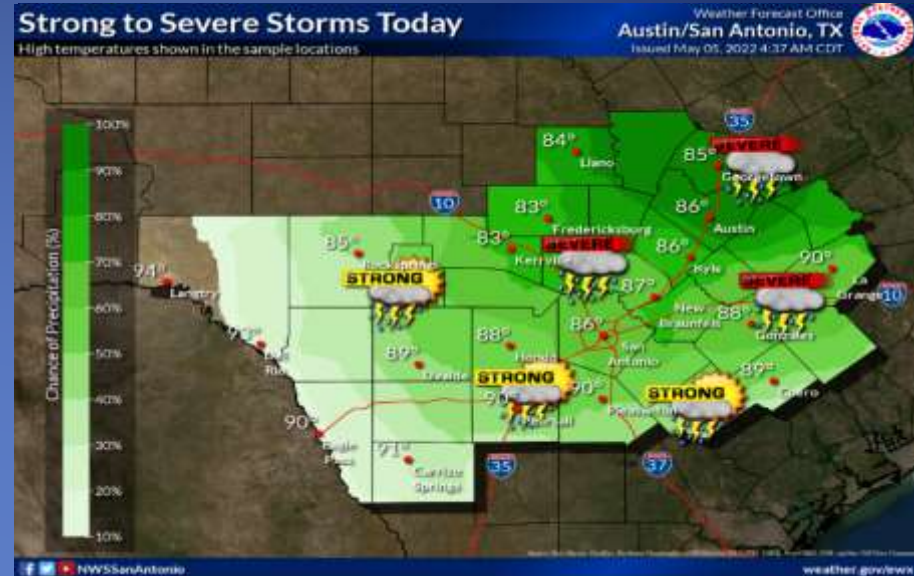 Strong to Severe Storms Today
High temperatures shown in the sample locations
Weather Forecast Office
Austin/San Antonio, TX
Issued May 05, 2022 4:37 AM CDT
Chance of Precipitation (%)
100%
90%
80%
70%
60%
50%
40%
30%
20%
10%
35
84°
Llano
85°
SEVERE
Georgetown
10
83°
86°
Austin
Fredericksburg
85°
83°
SEVERE
86°
Kyle
90°
La
Grange
10
Rocksprings
STRONG
Kerrville
87°
New
Braunfels
SEVERE
88°
Gonzales
94°
Langtry
88°
Hondo
86°
San
Antonio
89°
Uvalde
89°
Cuero
STRONG
90°
Pearsall
90°
Pleasanton
STRONG
90°
Eagle
Pass
91°
Carrizo
Springs
35
37
NWSSanAntonio
weather.gov/ewx